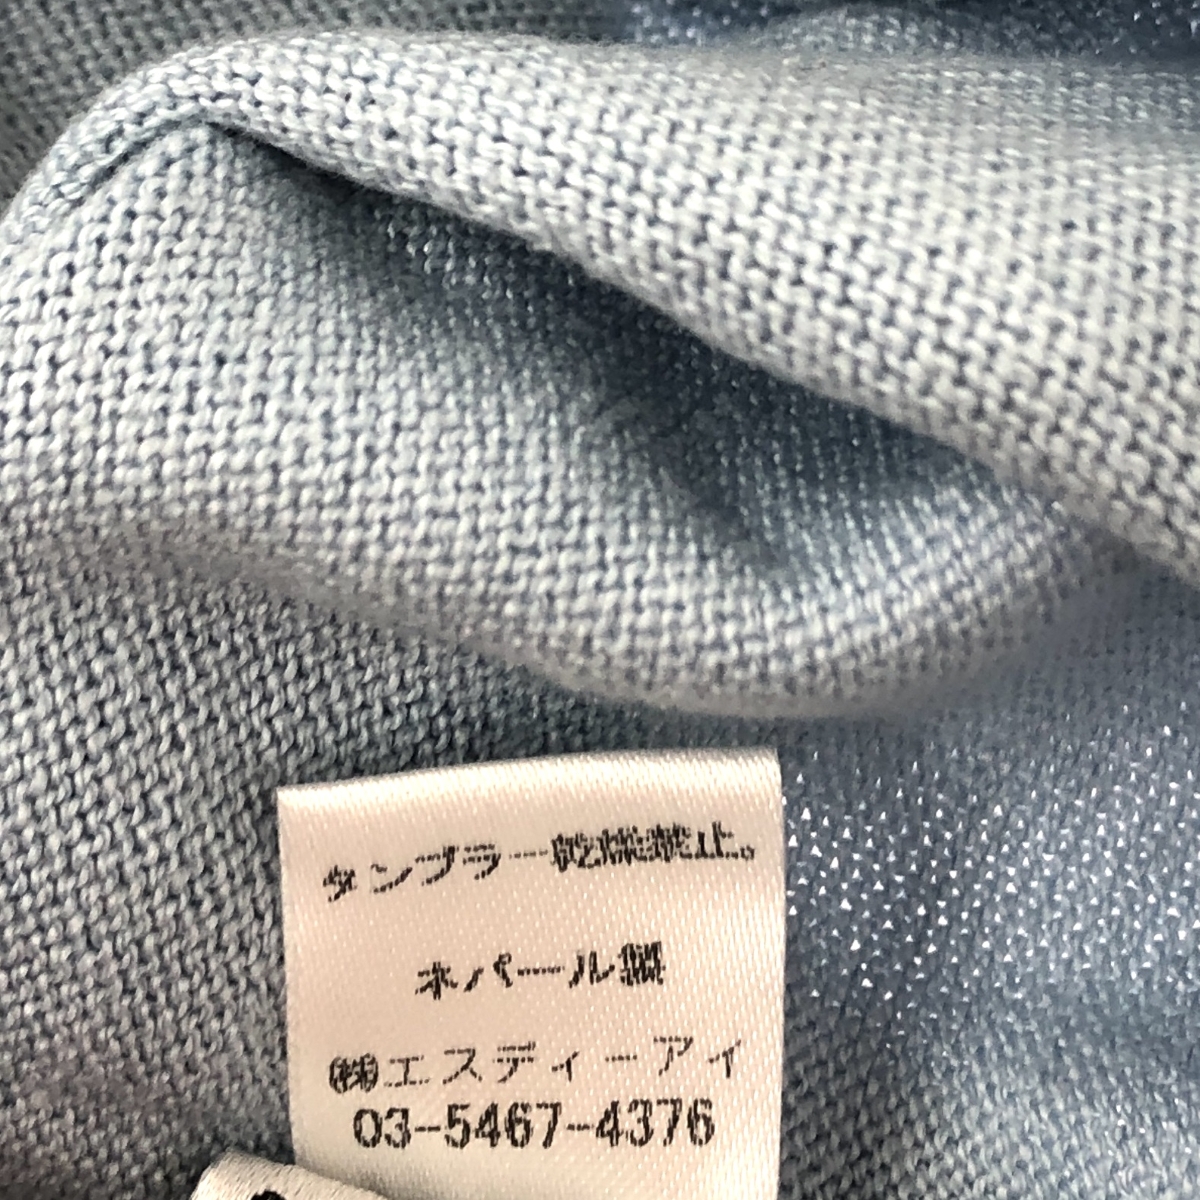 タンブラー乾燥禁止。
ネパール製
㈱エスディーアイ
03-5467-4376